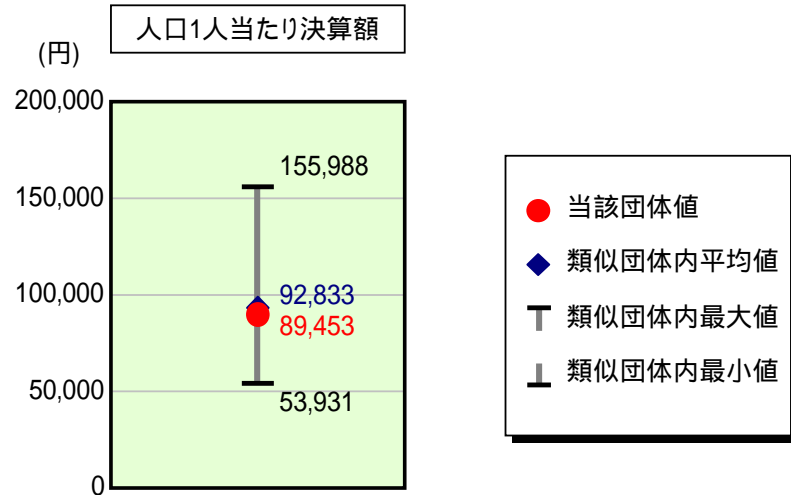 人口1人当たり決算額
(円)
200,000
155,988
150,000
100,000
92,833
89,453
50,000
53,931
0
当該団体値
類似団体内平均値
類似団体内最大値
類似団体内最小値